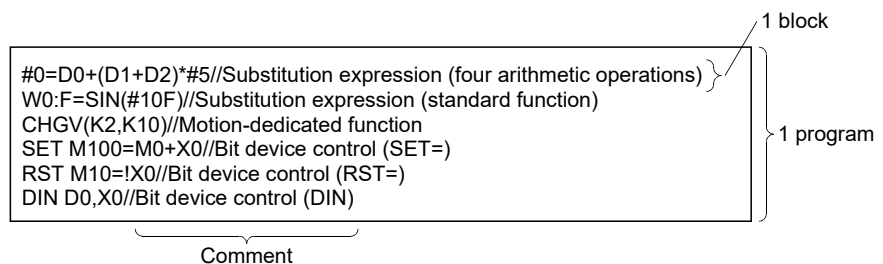 1 block
#0=D0+(D1+D2)*#5//Substitution expression (four arithmetic operations)
W0:F=SIN(#10F)//Substitution expression (standard function)
CHGV(K2,K10)//Motion-dedicated function
SET M100=M0+X0//Bit device control (SET=)
1 program
RST M10=!X0//Bit device control (RST=)
DIN D0,X0//Bit device control (DIN)
Comment